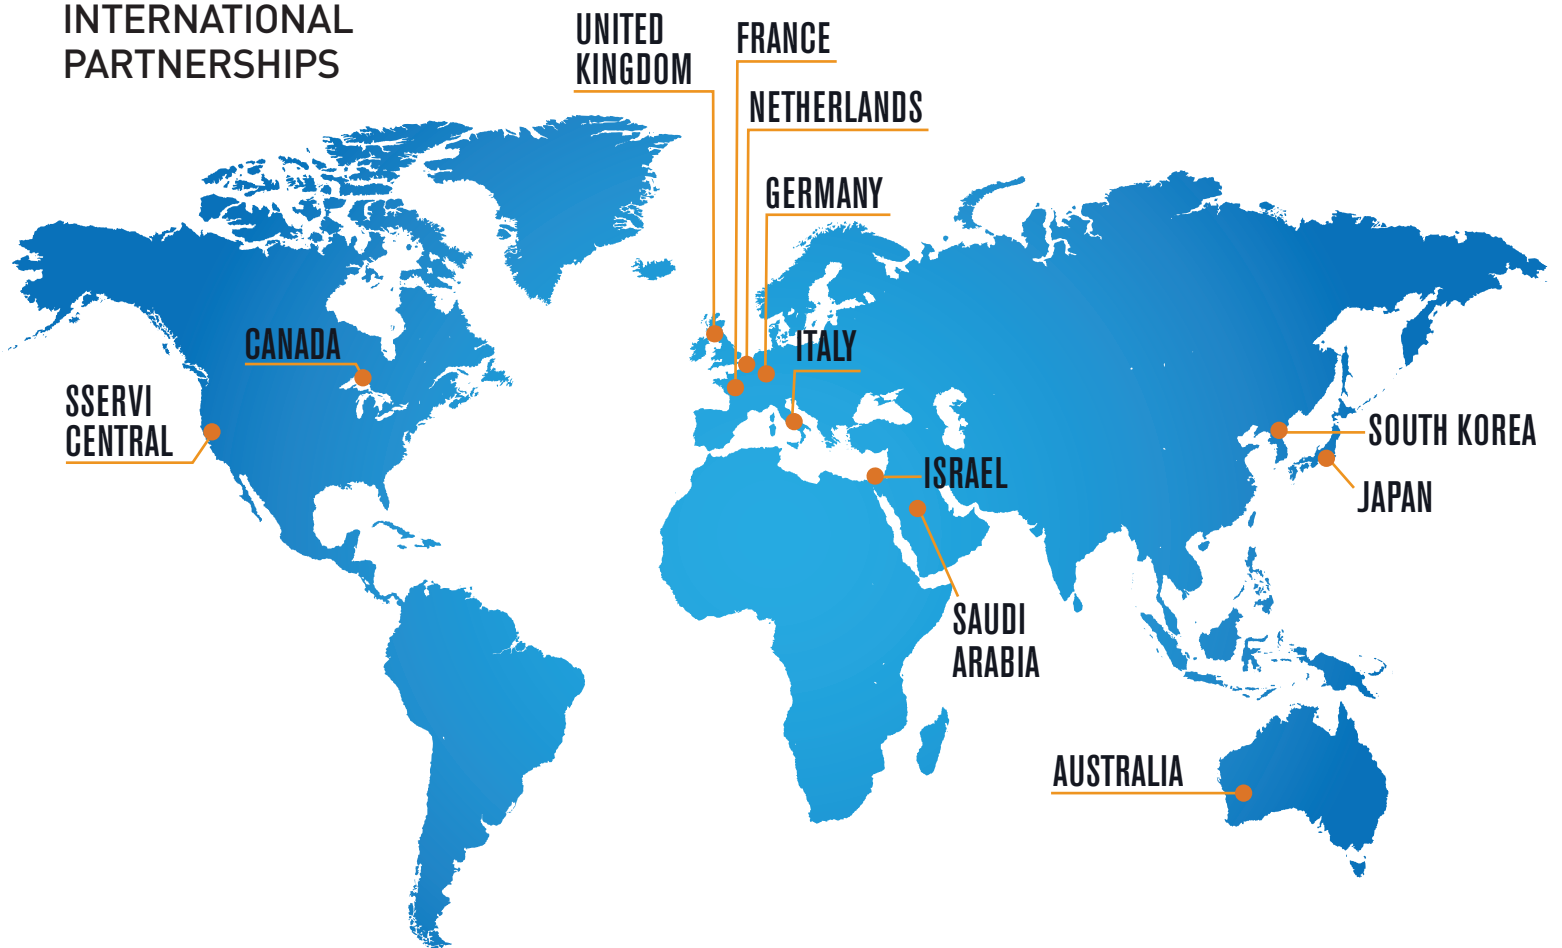 INTERNATIONAL
PARTNERSHIPS
UNITED
KINGDOM
FRANCE
NETHERLANDS
GERMANY
ITALY
CANADA
SSERVI
CENTRAL
SOUTH KOREA
ISRAEL
JAPAN
SAUDI
ARABIA
AUSTRALIA